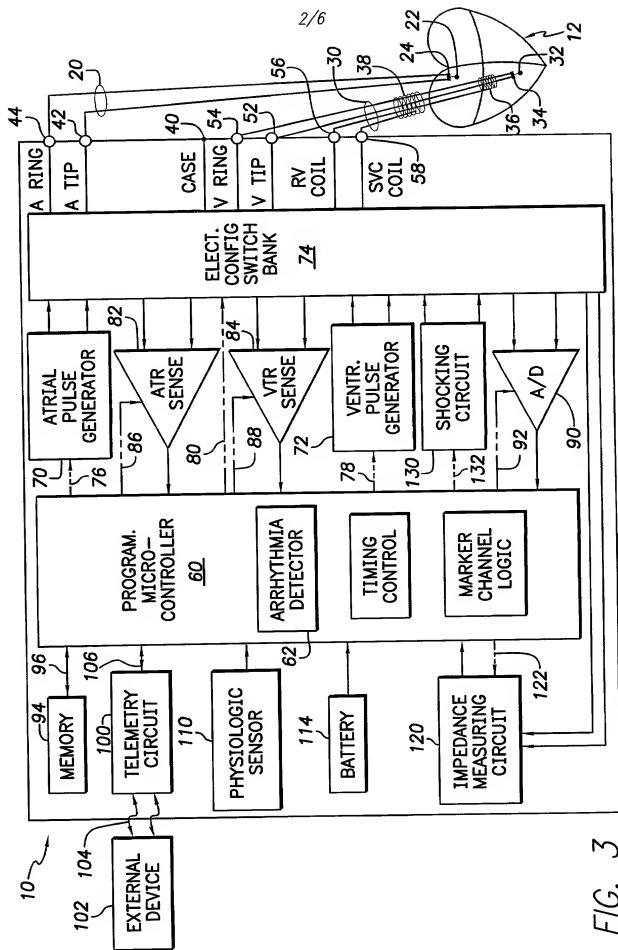 2/6
10
102
EXTERNAL
DEVICE
104
94
MEMORY
96
100
TELEMETRY
CIRCUIT
106
110
PHYSIOLOGIC
SENSOR
114
BATTERY
120
IMPEDANCE
MEASURING
CIRCUIT
122
PROGRAM.
MICRO-
CONTROLLER
60
62
ARRHYTHMIA
DETECTOR
TIMING
CONTROL
MARKER
CHANNEL
LOGIC
70
76
ATRIAL
PULSE
GENERATOR
82
86
ATR
SENSE
80
84
88
VTR
SENSE
72
78
VENTR.
PULSE
GENERATOR
130
132
SHOCKING
CIRCUIT
92
A/D
90
ELECT.
CONFIG
SWITCH
BANK
74
A RING
44
A TIP
42
CASE
40
V RING
54
V TIP
52
RV
COIL
56
SVC
COIL
58
20
30
38
24
22
12
36
34
32
FIG. 3